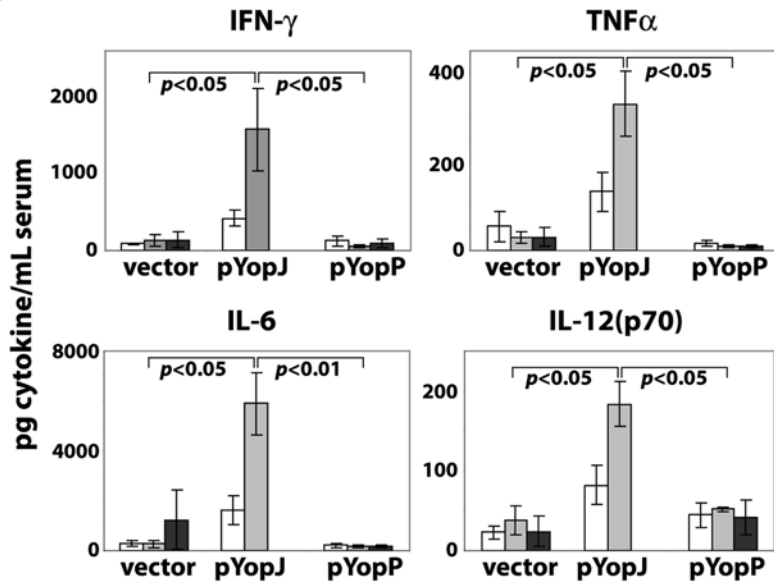 IFN-γ
TNFα
pg cytokine/mL serum
2000
1000
0
p<0.05
p<0.05
vector
pYopJ
pYopP
400
200
0
p<0.05
p<0.05
vector
pYopJ
pYopP
IL-6
IL-12(p70)
8000
4000
0
p<0.05
p<0.01
vector
pYopJ
pYopP
200
100
0
p<0.05
p<0.05
vector
pYopJ
pYopP